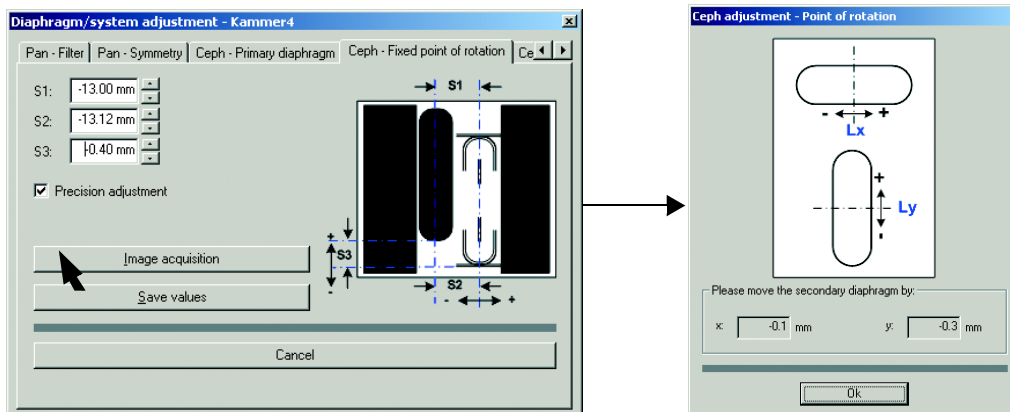 Diaphragm/system adjustment - Kammer4
Pan - Filter
Pan - Symmetry
Ceph - Primary diaphragm
Ceph - Fixed point of rotation
Ce
S1: -13.00 mm
S2: -13.12 mm
S3: -0.40 mm
Precision adjustment
Image acquisition
Save values
Cancel
S1
+
S3
-
S2
- +
Ceph adjustment - Point of rotation
- +
Lx
+
Ly
-
Please move the secondary diaphragm by:
x: -0.1 mm y: -0.3 mm
Ok